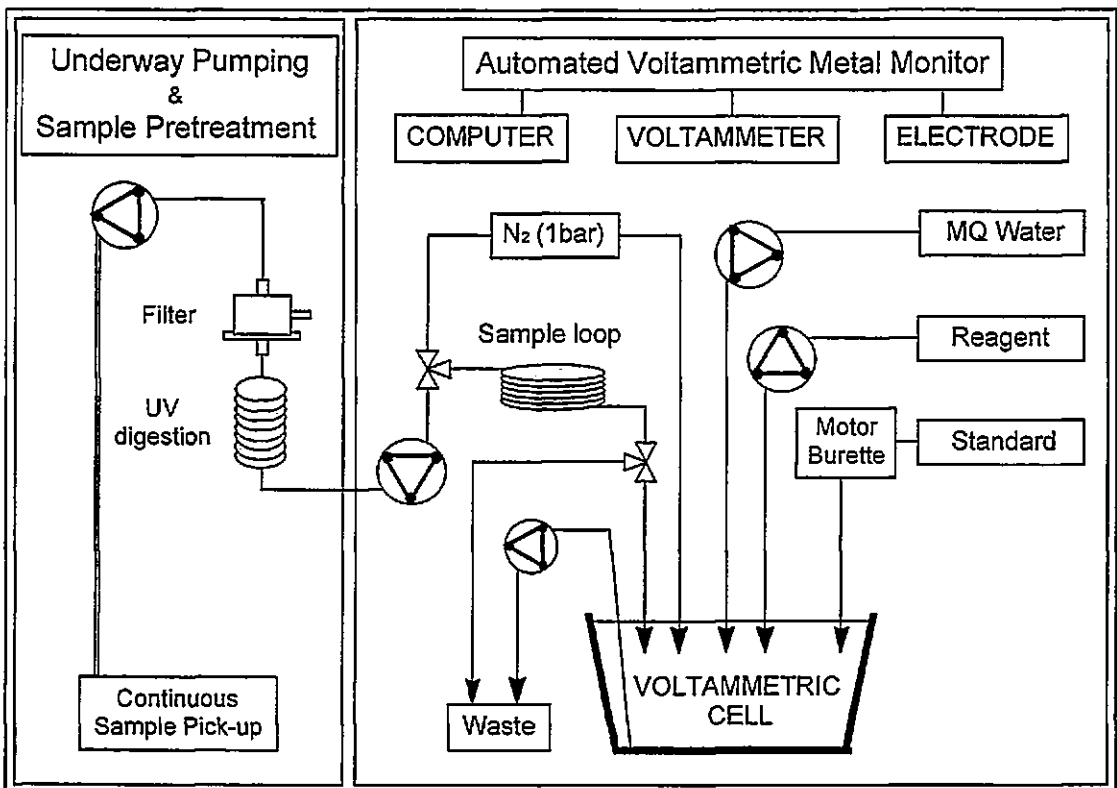 Underway Pumping
&
Sample Pretreatment
Filter
UV
digestion
Continuous
Sample Pick-up
Automated Voltammetric Metal Monitor
COMPUTER
VOLTAMMETER
ELECTRODE
N₂ (1bar)
MQ Water
Sample loop
Reagent
Motor
Burette
Standard
VOLTAMMETRIC
CELL
Waste